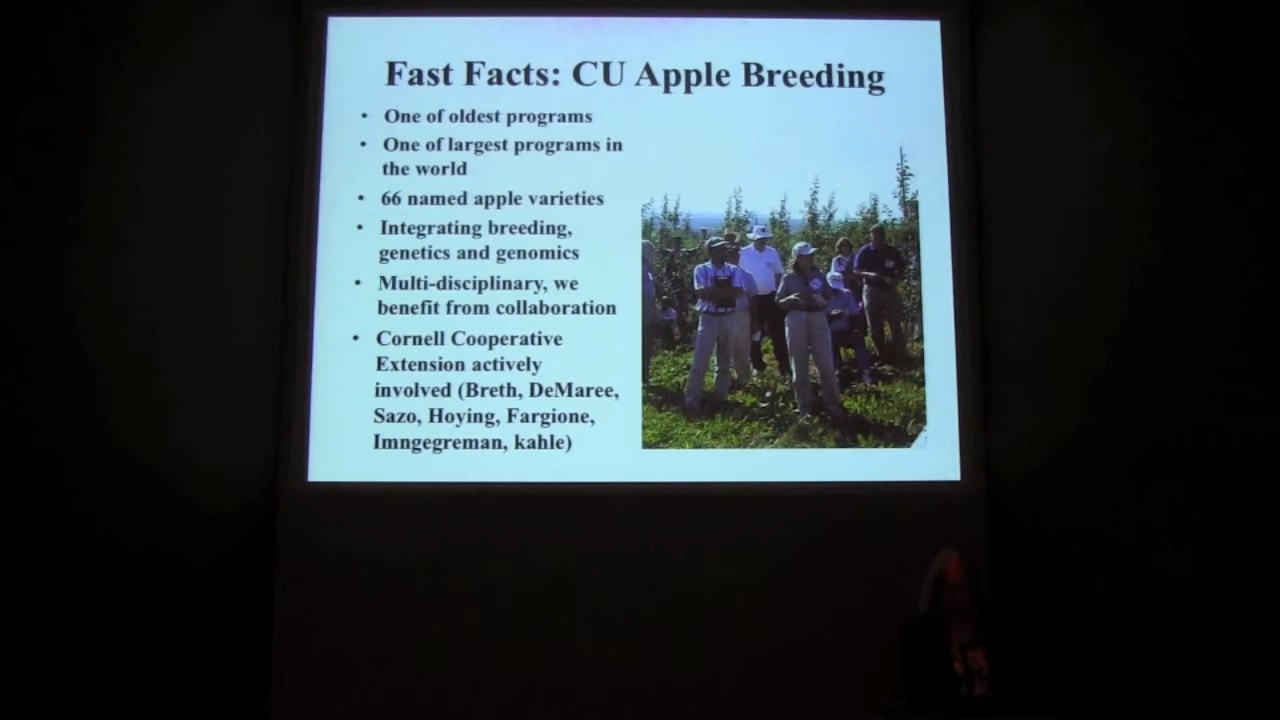 Fast Facts: CU Apple Breeding
• One of oldest programs
• One of largest programs in
the world
• 66 named apple varieties
• Integrating breeding,
genetics and genomics
• Multi-disciplinary, we
benefit from collaboration
• Cornell Cooperative
Extension actively
involved (Breth, DeMaree,
Sazo, Hoying, Fargione,
Imngegreman, kahle)